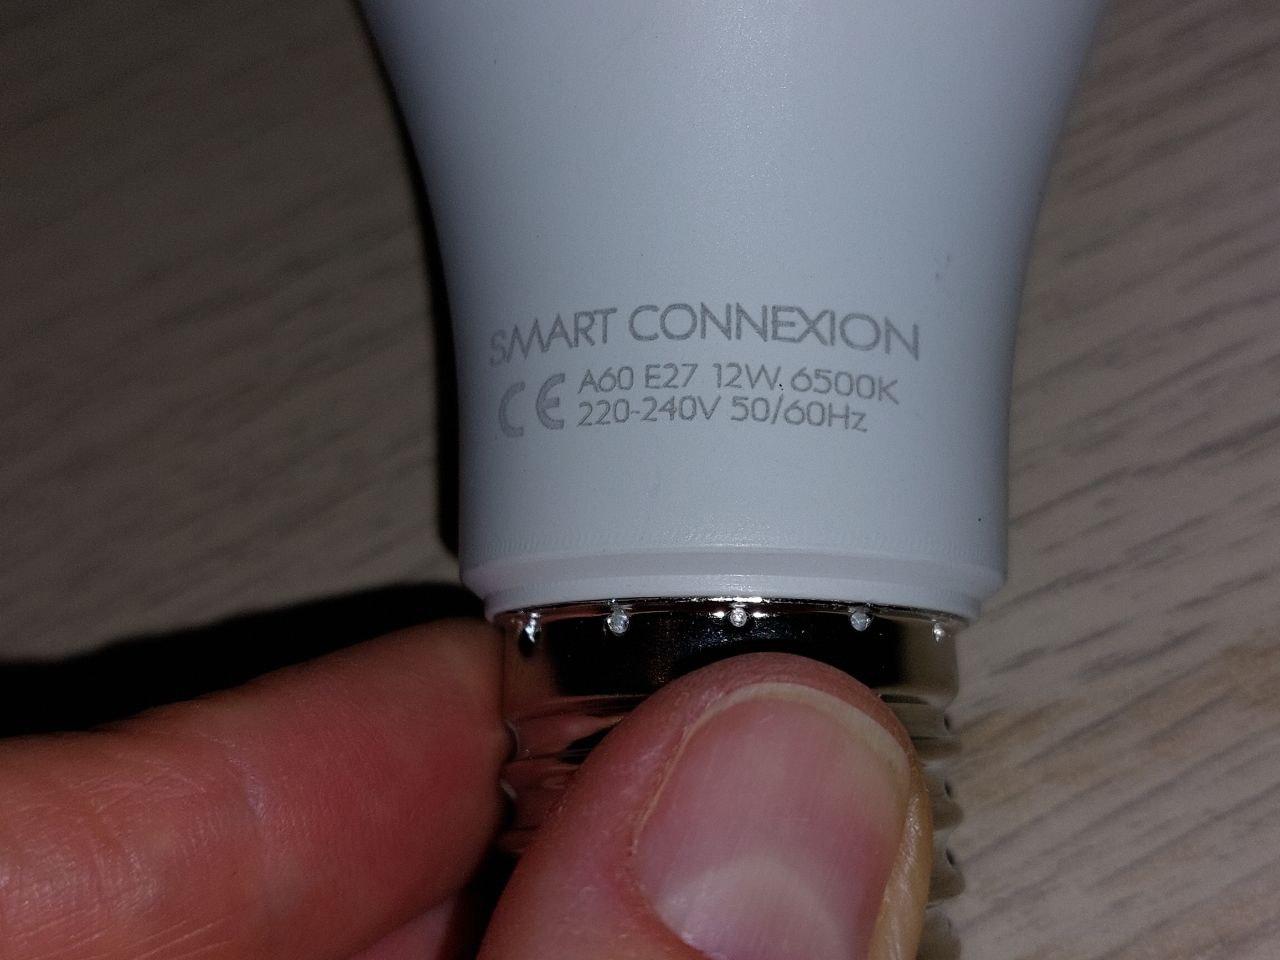 SMART CONNEXION
CE A60 E27 12W 6500K
220-240V 50/60Hz